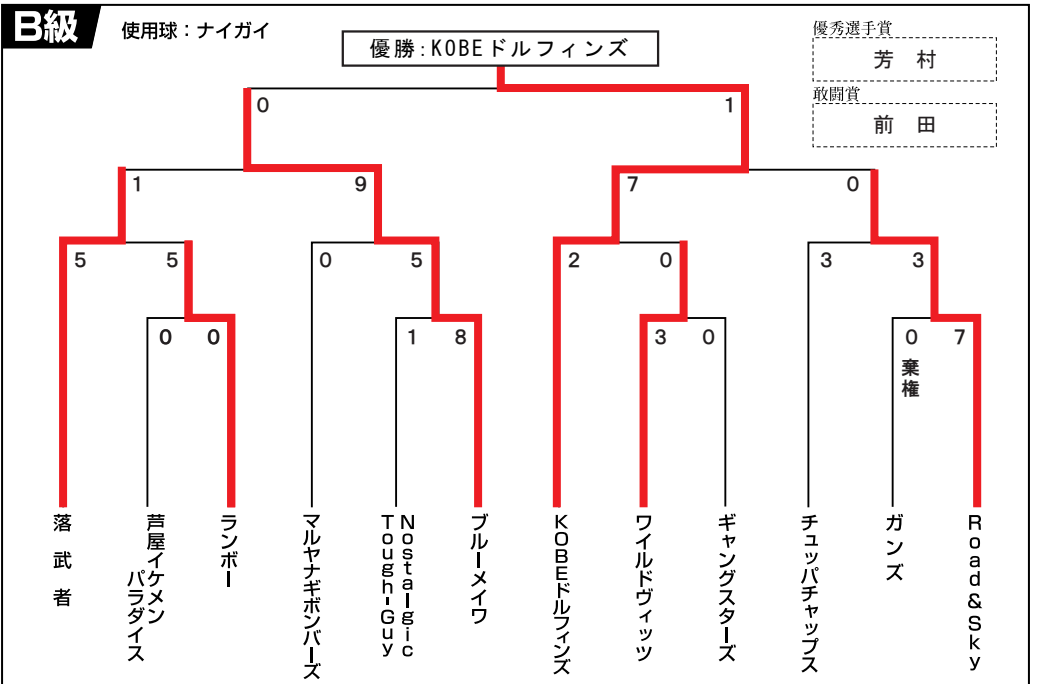 B級
使用球：ナイガイ
優勝：KOBEドルフィンズ
優秀選手賞
芳　村
敢闘賞
前　田
0 1
1 9 7 0
5 5 0 5 2 0 3 3
0 0 1 8 3 0 0 7
棄権
落武者
芦屋イケメン
パラダイス
ランボー
マルヤナギボンバーズ
Nostalgic
Tough-Guy
ブルーメイワ
KOBEドルフィンズ
ワイルドヴィッツ
ギャングスターズ
チュッパチャップス
ガンズ
Road&Sky